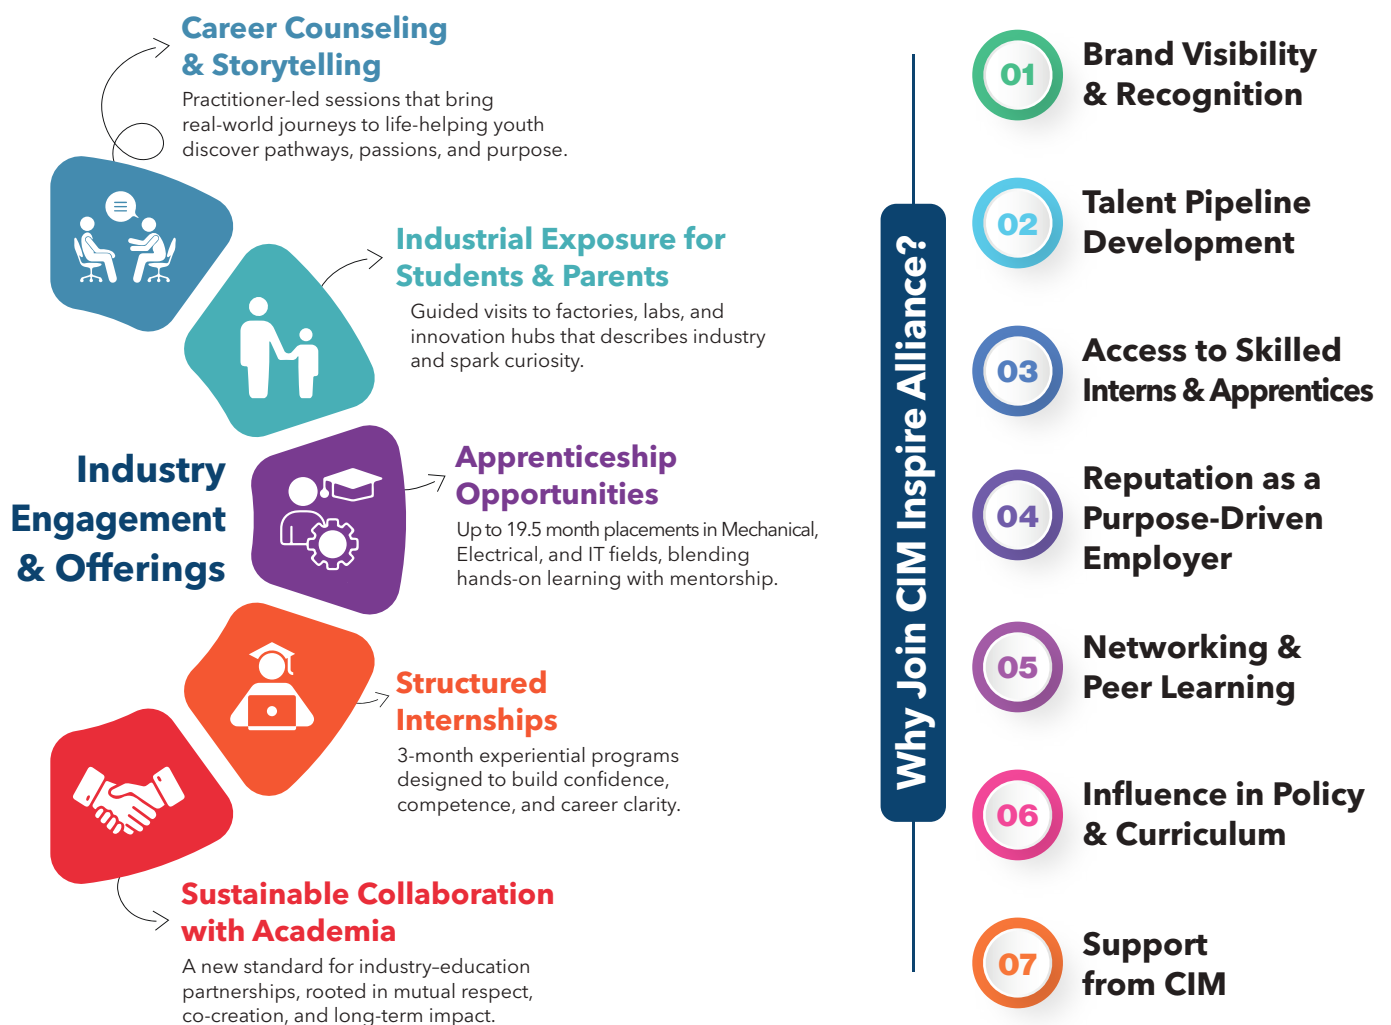 Career Counseling
& Storytelling
Practitioner-led sessions that bring
real-world journeys to life-helping youth
discover pathways, passions, and purpose.
Industrial Exposure for
Students & Parents
Guided visits to factories, labs, and
innovation hubs that describes industry
and spark curiosity.
Industry
Engagement
& Offerings
Apprenticeship
Opportunities
Up to 19.5 month placements in Mechanical,
Electrical, and IT fields, blending
hands-on learning with mentorship.
Structured
Internships
3-month experiential programs
designed to build confidence,
competence, and career clarity.
Sustainable Collaboration
with Academia
A new standard for industry–education
partnerships, rooted in mutual respect,
co-creation, and long-term impact.
Why Join CIM Inspire Alliance?
01
Brand Visibility
& Recognition
02
Talent Pipeline
Development
03
Access to Skilled
Interns & Apprentices
04
Reputation as a
Purpose-Driven
Employer
05
Networking &
Peer Learning
06
Influence in Policy
& Curriculum
07
Support
from CIM